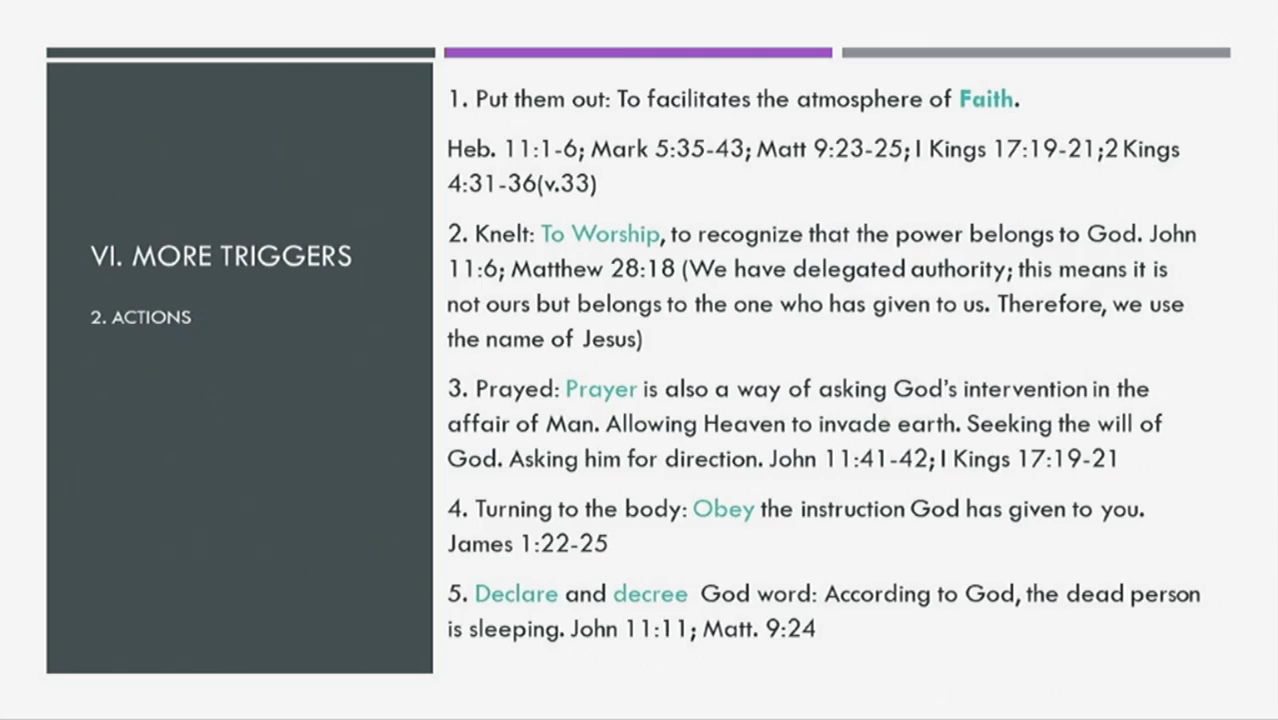 VI. MORE TRIGGERS
2. ACTIONS
1. Put them out: To facilitates the atmosphere of Faith.
Heb. 11:1-6; Mark 5:35-43; Matt 9:23-25; I Kings 17:19-21;2 Kings
4:31-36(v.33)
2. Knelt: To Worship, to recognize that the power belongs to God. John
11:6; Matthew 28:18 (We have delegated authority; this means it is
not ours but belongs to the one who has given to us. Therefore, we use
the name of Jesus)
3. Prayed: Prayer is also a way of asking God's intervention in the
affair of Man. Allowing Heaven to invade earth. Seeking the will of
God. Asking him for direction. John 11:41-42; I Kings 17:19-21
4. Turning to the body: Obey the instruction God has given to you.
James 1:22-25
5. Declare and decree God word: According to God, the dead person
is sleeping. John 11:11; Matt. 9:24